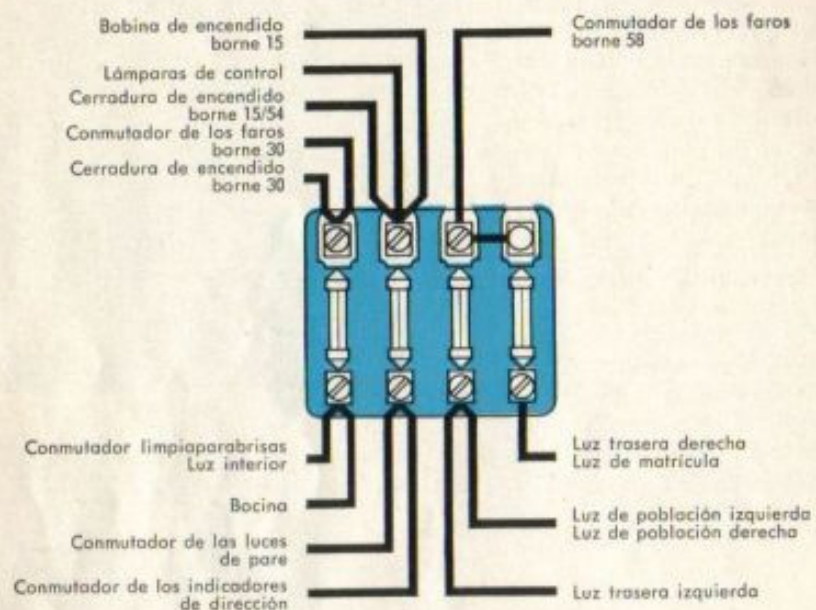 Bobina de encendido
borne 15
Lámparas de control
Cerradura de encendido
borne 15/54
Conmutador de los faros
borne 30
Cerradura de encendido
borne 30
Conmutador de los faros
borne 58
Conmutador limpiaparabrisas
Luz interior
Bocina
Conmutador de las luces
de pare
Conmutador de los indicadores
de dirección
Luz trasera derecha
Luz de matrícula
Luz de población izquierda
Luz de población derecha
Luz trasera izquierda